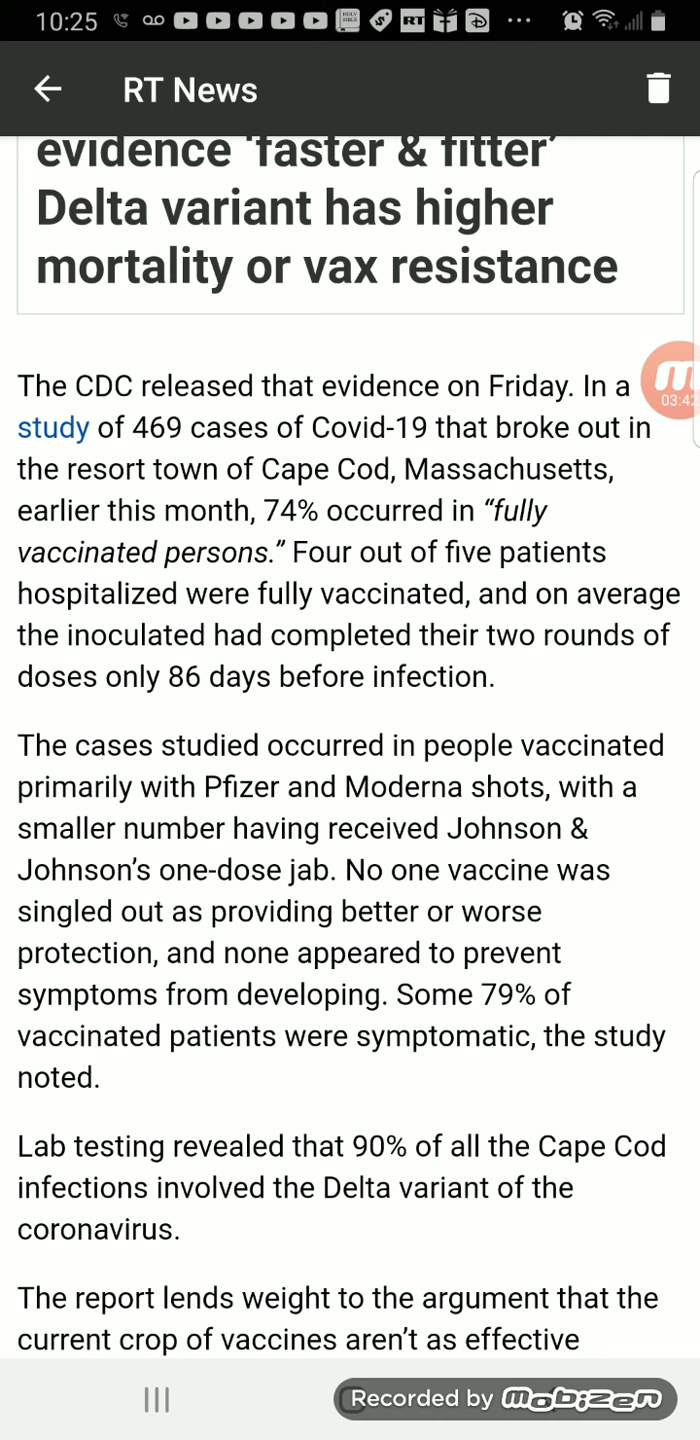 10:25
RT
RT News
evidence 'faster & fitter'
Delta variant has higher
mortality or vax resistance
The CDC released that evidence on Friday. In a
study of 469 cases of Covid-19 that broke out in
the resort town of Cape Cod, Massachusetts,
earlier this month, 74% occurred in “fully
vaccinated persons.” Four out of five patients
hospitalized were fully vaccinated, and on average
the inoculated had completed their two rounds of
doses only 86 days before infection.
03:42
The cases studied occurred in people vaccinated
primarily with Pfizer and Moderna shots, with a
smaller number having received Johnson &
Johnson’s one-dose jab. No one vaccine was
singled out as providing better or worse
protection, and none appeared to prevent
symptoms from developing. Some 79% of
vaccinated patients were symptomatic, the study
noted.
Lab testing revealed that 90% of all the Cape Cod
infections involved the Delta variant of the
coronavirus.
The report lends weight to the argument that the
current crop of vaccines aren’t as effective
Recorded by mobizen